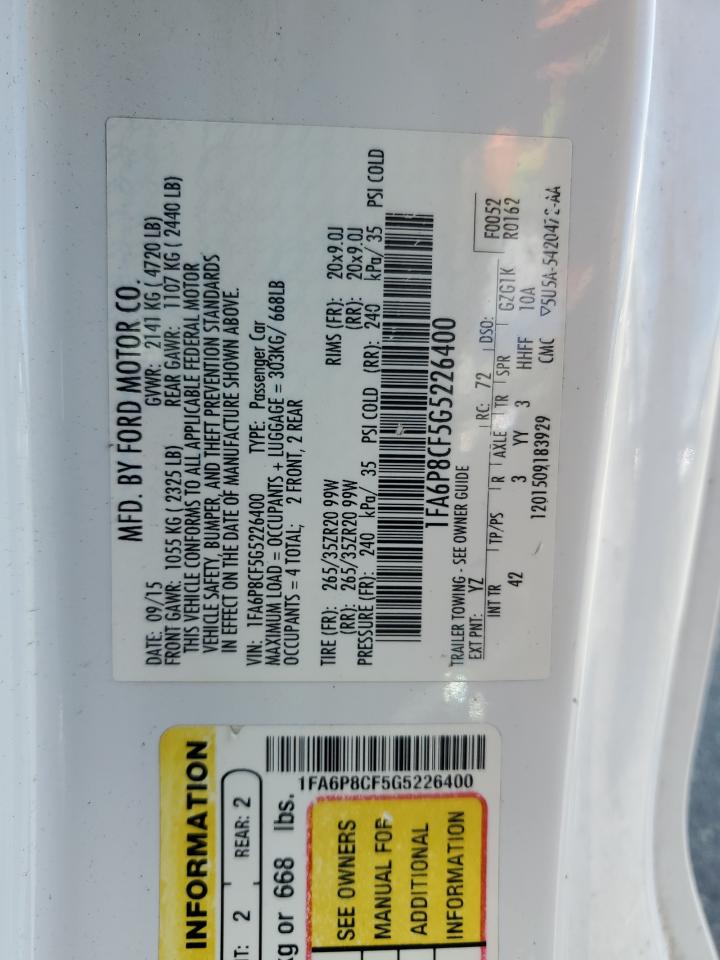 MFD. BY FORD MOTOR CO.
DATE: 09/15 GVWR: 2141 KG ( 4720 LB)
FRONT GAWR: 1055 KG ( 2325 LB) REAR GAWR: 1107 KG ( 2440 LB)
THIS VEHICLE CONFORMS TO ALL APPLICABLE FEDERAL MOTOR
VEHICLE SAFETY, BUMPER, AND THEFT PREVENTION STANDARDS
IN EFFECT ON THE DATE OF MANUFACTURE SHOWN ABOVE.
VIN: 1FA6P8CF5G5226400 TYPE: Passenger Car
MAXIMUM LOAD = OCCUPANTS + LUGGAGE = 303KG/ 668LB
OCCUPANTS = 4 TOTAL; 2 FRONT, 2 REAR
TIRE (FR): 265/35ZR20 99W RIMS (FR): 20x9.0J
(RR): 265/35ZR20 99W (RR): 20x9.0J
PRESSURE (FR): 240 kPa/ 35 PSI COLD (RR): 240 kPa/ 35 PSI COLD
1FA6P8CF5G5226400
TRAILER TOWING - SEE OWNER GUIDE F0052
EXT PNT: YZ RC: 72 DSO: R0162
INT TR TP/PS R AXLE TR SPR GZG1K
42 3 YY 3 HHFF 10A
1201509183929 CMC
INFORMATION
2 REAR: 2
kg or 668 lbs.
1FA6P8CF5G5226400
SEE OWNERS
MANUAL FOR
ADDITIONAL
INFORMATION